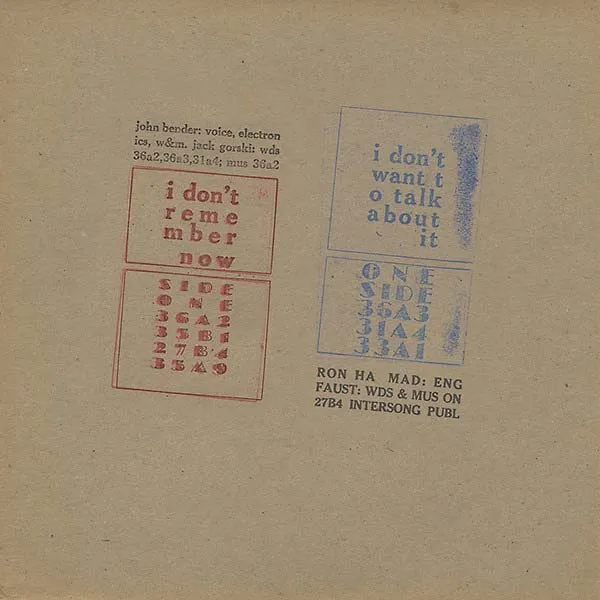 john bender: voice, electron
ics, w&m. jack gorski: wds
36a2,36a3,31a4; mus 36a2
i don't
reme
mber
now
SIDE
ONE
36A2
35B1
27B4
35A9
i don't
want t
o talk
about
it
ONE
SIDE
36A3
31A4
33A1
RON HA MAD: ENG
FAUST: WDS & MUS ON
27B4 INTERSONG PUBL